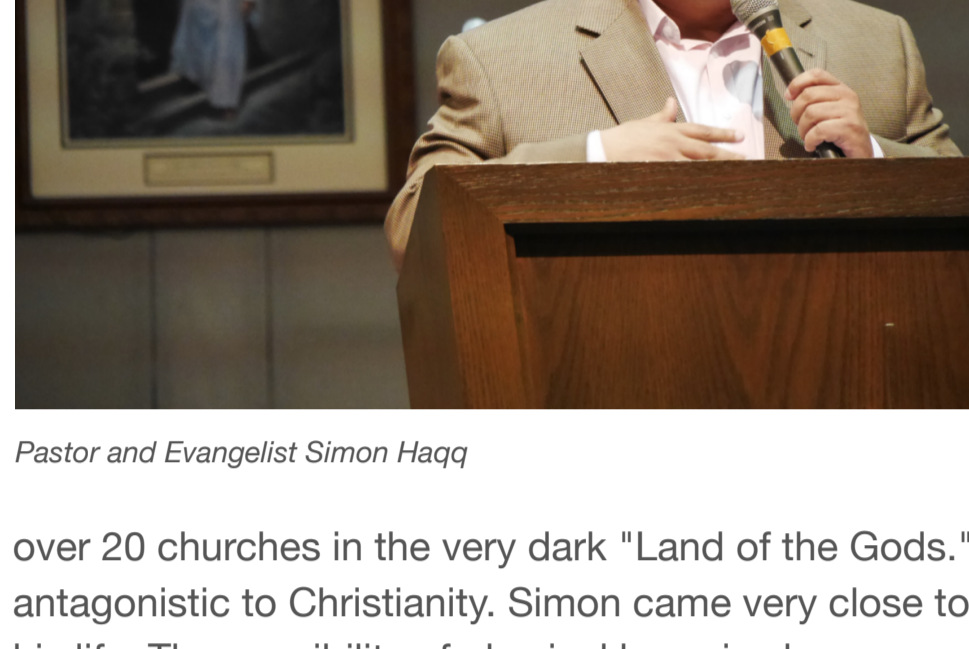 Pastor and Evangelist Simon Haqq
over 20 churches in the very dark "Land of the Gods."
antagonistic to Christianity. Simon came very close to